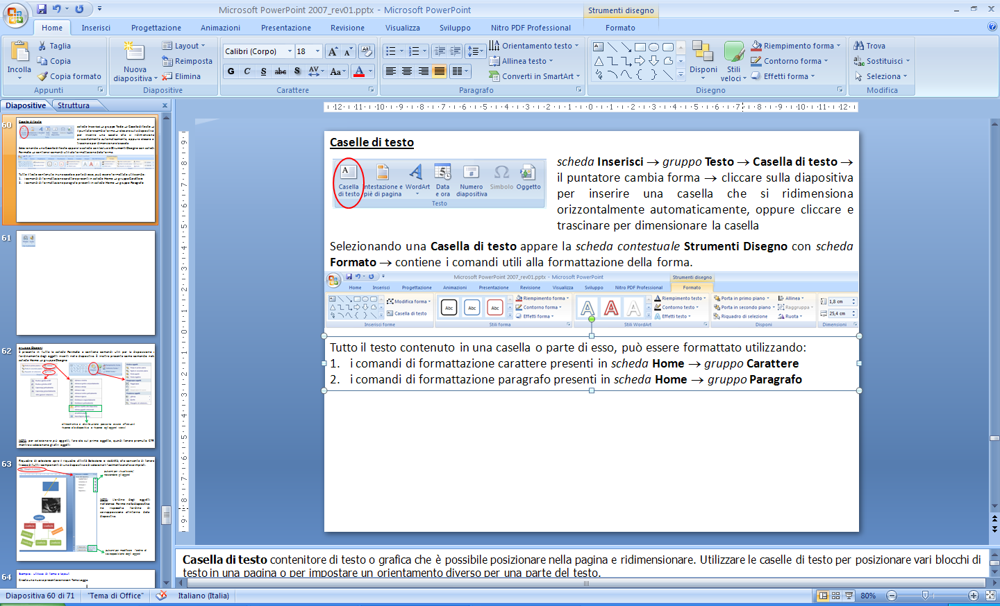 Microsoft PowerPoint 2007_rev01.pptx - Microsoft PowerPoint
Strumenti disegno
Home Inserisci Progettazione Animazioni Presentazione Revisione Visualizza Sviluppo Nitro PDF Professional Formato
Incolla
Taglia
Copia
Copia formato
Appunti
Nuova
diapositiva
Layout
Reimposta
Elimina
Diapositive
Calibri (Corpo) 18
G C S abc S AV Aa A
Carattere
Orientamento testo
Allinea testo
Converti in SmartArt
Paragrafo
Disponi
Stili
veloci
Riempimento forma
Contorno forma
Effetti forma
Disegno
Trova
Sostituisci
Seleziona
Modifica
Diapositive Struttura
60
61
62
63
64
Caselle di testo
Casella
di testo
Intestazione e
piè di pagina
WordArt
Data
e ora
Numero
diapositiva
Simbolo
Oggetto
Testo
scheda Inserisci → gruppo Testo → Casella di testo →
il puntatore cambia forma → cliccare sulla diapositiva
per inserire una casella che si ridimensiona
orizzontalmente automaticamente, oppure cliccare e
trascinare per dimensionare la casella
Selezionando una Casella di testo appare la scheda contestuale Strumenti Disegno con scheda
Formato → contiene i comandi utili alla formattazione della forma.
Microsoft PowerPoint 2007_rev01.pptx - Microsoft PowerPoint
Strumenti disegno
Home Inserisci Progettazione Animazioni Presentazione Revisione Visualizza Sviluppo Nitro PDF Professional Formato
Modifica forma
Casella di testo
Inserisci forme
Abc Abc Abc
Riempimento forma
Contorno forma
Effetti forma
Stili forma
A A A
Riempimento testo
Contorno testo
Effetti testo
Stili WordArt
Porta in primo piano
Porta in secondo piano
Riquadro di selezione
Allinea
Raggruppa
Ruota
Disponi
1,8 cm
25,4 cm
Dimensioni
Tutto il testo contenuto in una casella o parte di esso, può essere formattato utilizzando:
1. i comandi di formattazione carattere presenti in scheda Home → gruppo Carattere
2. i comandi di formattazione paragrafo presenti in scheda Home → gruppo Paragrafo
Casella di testo contenitore di testo o grafica che è possibile posizionare nella pagina e ridimensionare. Utilizzare le caselle di testo per posizionare vari blocchi di
testo in una pagina o per impostare un orientamento diverso per una parte del testo.
Diapositiva 60 di 71 "Tema di Office" Italiano (Italia) 80%